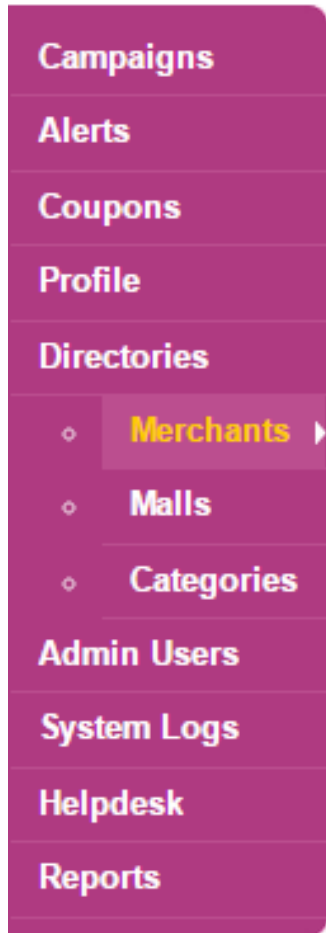 Campaigns
Alerts
Coupons
Profile
Directories
Merchants
Malls
Categories
Admin Users
System Logs
Helpdesk
Reports